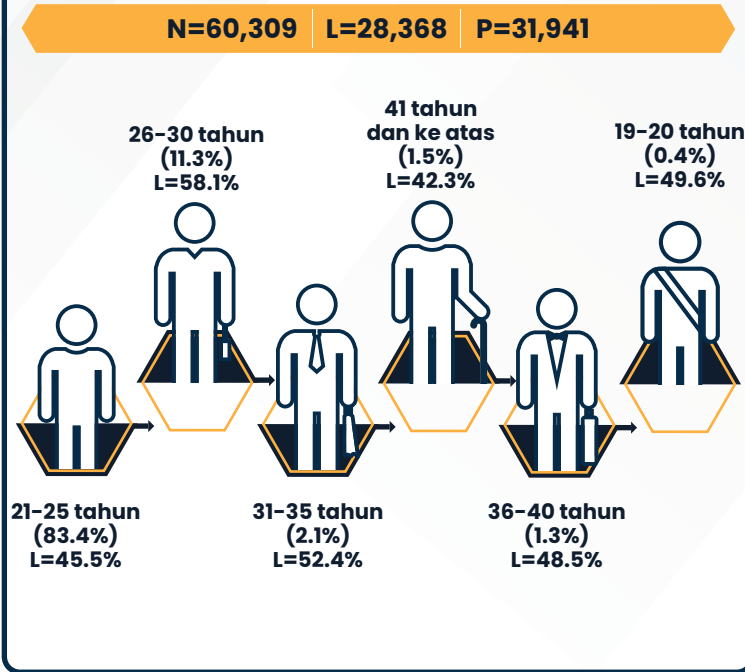 N=60,309 L=28,368 P=31,941
26-30 tahun
(11.3%)
L=58.1%
41 tahun
dan ke atas
(1.5%)
L=42.3%
19-20 tahun
(0.4%)
L=49.6%
21-25 tahun
(83.4%)
L=45.5%
31-35 tahun
(2.1%)
L=52.4%
36-40 tahun
(1.3%)
L=48.5%